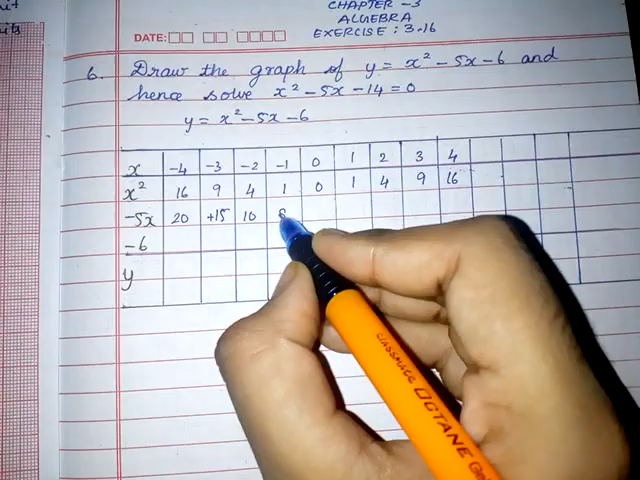 CHAPTER -3
ALGEBRA
EXERCISE : 3.16
DATE:
6. Draw the graph of y = x² - 5x - 6 and
hence solve x² - 5x - 14 = 0
y = x² - 5x - 6
x -4 -3 -2 -1 0 1 2 3 4
x² 16 9 4 1 0 1 4 9 16
-5x 20 +15 10
-6
y
classmate OCTANE